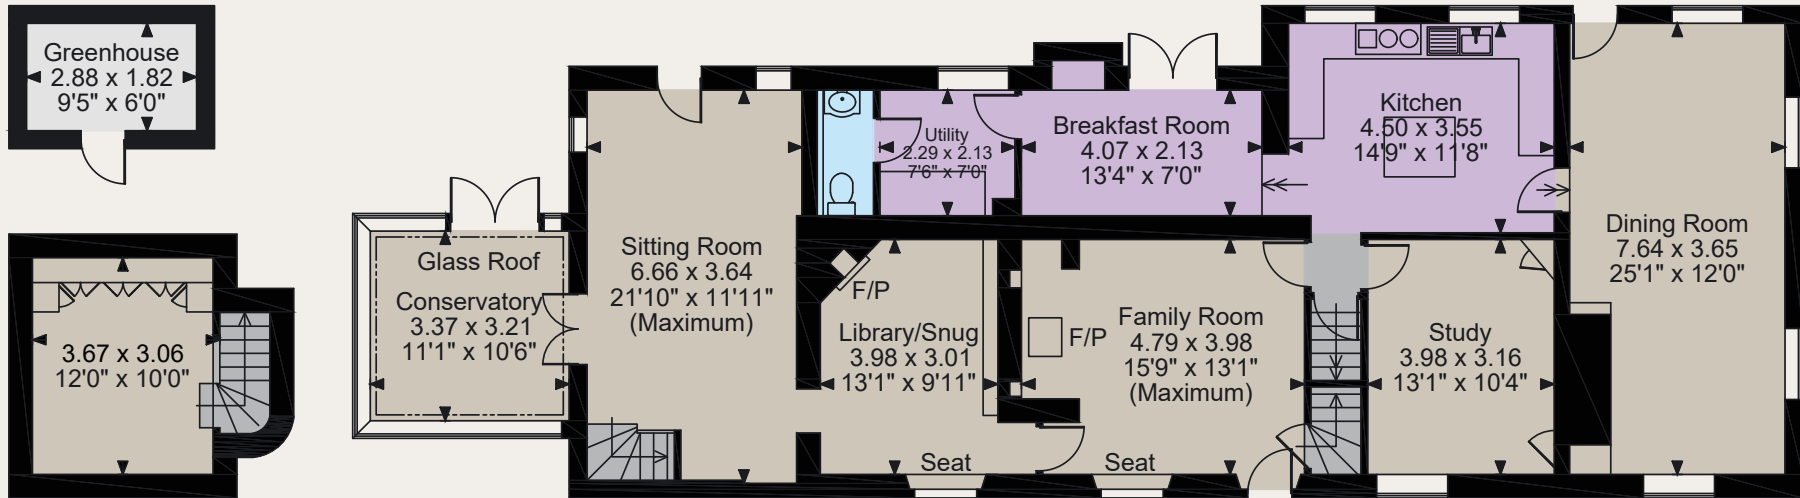 Greenhouse
2.88 x 1.82
9'5" x 6'0"
3.67 x 3.06
12'0" x 10'0"
Glass Roof
Conservatory
3.37 x 3.21
11'1" x 10'6"
Sitting Room
6.66 x 3.64
21'10" x 11'11"
(Maximum)
Utility
2.29 x 2.13
7'6" x 7'0"
Breakfast Room
4.07 x 2.13
13'4" x 7'0"
Kitchen
4.50 x 3.55
14'9" x 11'8"
Dining Room
7.64 x 3.65
25'1" x 12'0"
F/P
Library/Snug
3.98 x 3.01
13'1" x 9'11"
Seat
F/P
Family Room
4.79 x 3.98
15'9" x 13'1"
(Maximum)
Seat
Study
3.98 x 3.16
13'1" x 10'4"